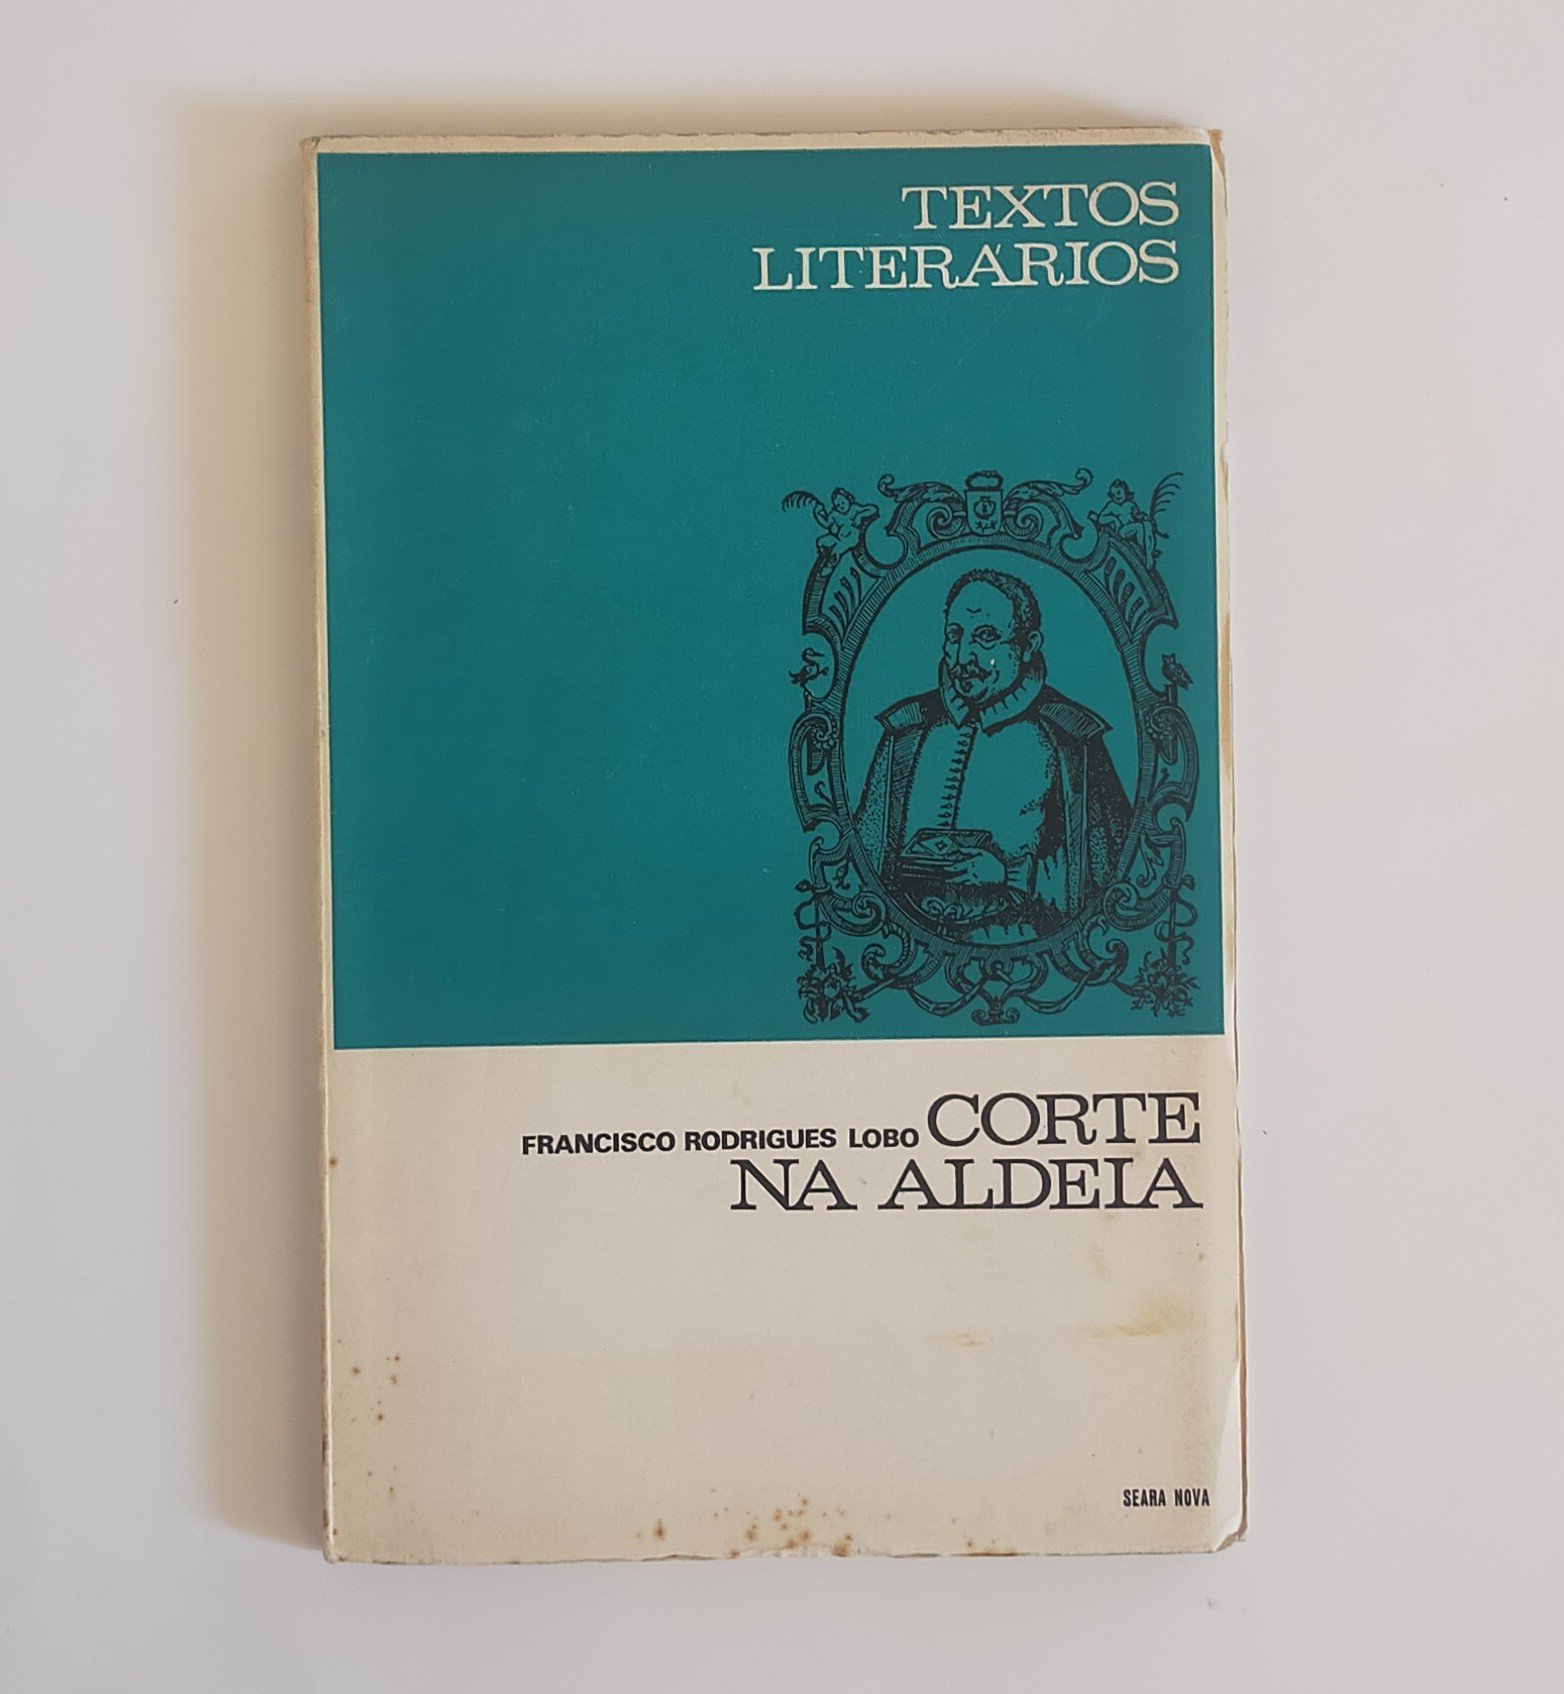 TEXTOS
LITERÁRIOS
FRANCISCO RODRIGUES LOBO CORTE
NA ALDEIA
SEARA NOVA